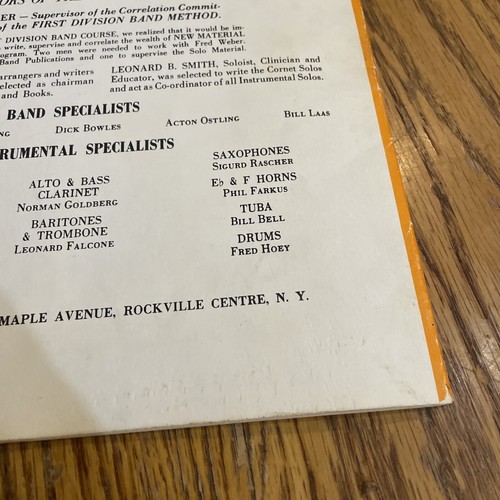 ER — Supervisor of the Correlation Commit-
of the FIRST DIVISION BAND METHOD.
T DIVISION BAND COURSE, we realized that it would be im-
write, supervise and correlate the wealth of NEW MATERIAL
ogram. Two men were needed to work with Fred Weber.
Band Publications and one to supervise the Solo Material.
arrangers and writers
elected as chairman
and Books.
LEONARD B. SMITH, Soloist, Clinician and
Educator, was selected to write the Cornet Solos
and act as Co-ordinator of all Instrumental Solos.
BAND SPECIALISTS
NG DICK BOWLES ACTON OSTLING BILL LAAS
RUMENTAL SPECIALISTS
ALTO & BASS
CLARINET
NORMAN GOLDBERG
BARITONES
& TROMBONE
LEONARD FALCONE
SAXOPHONES
SIGURD RASCHER
E♭ & F HORNS
PHIL FARKUS
TUBA
BILL BELL
DRUMS
FRED HOEY
MAPLE AVENUE, ROCKVILLE CENTRE, N. Y.